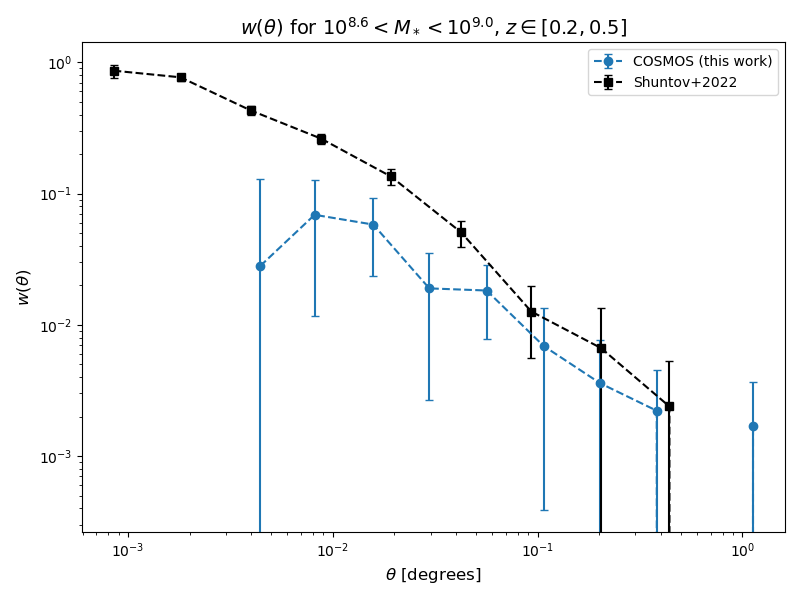 w(θ) for 10^8.6 < M_* < 10^9.0, z ∈ [0.2, 0.5]
COSMOS (this work)
Shuntov+2022
w(θ)
10^0
10^−1
10^−2
10^−3
10^−3 10^−2 10^−1 10^0
θ [degrees]